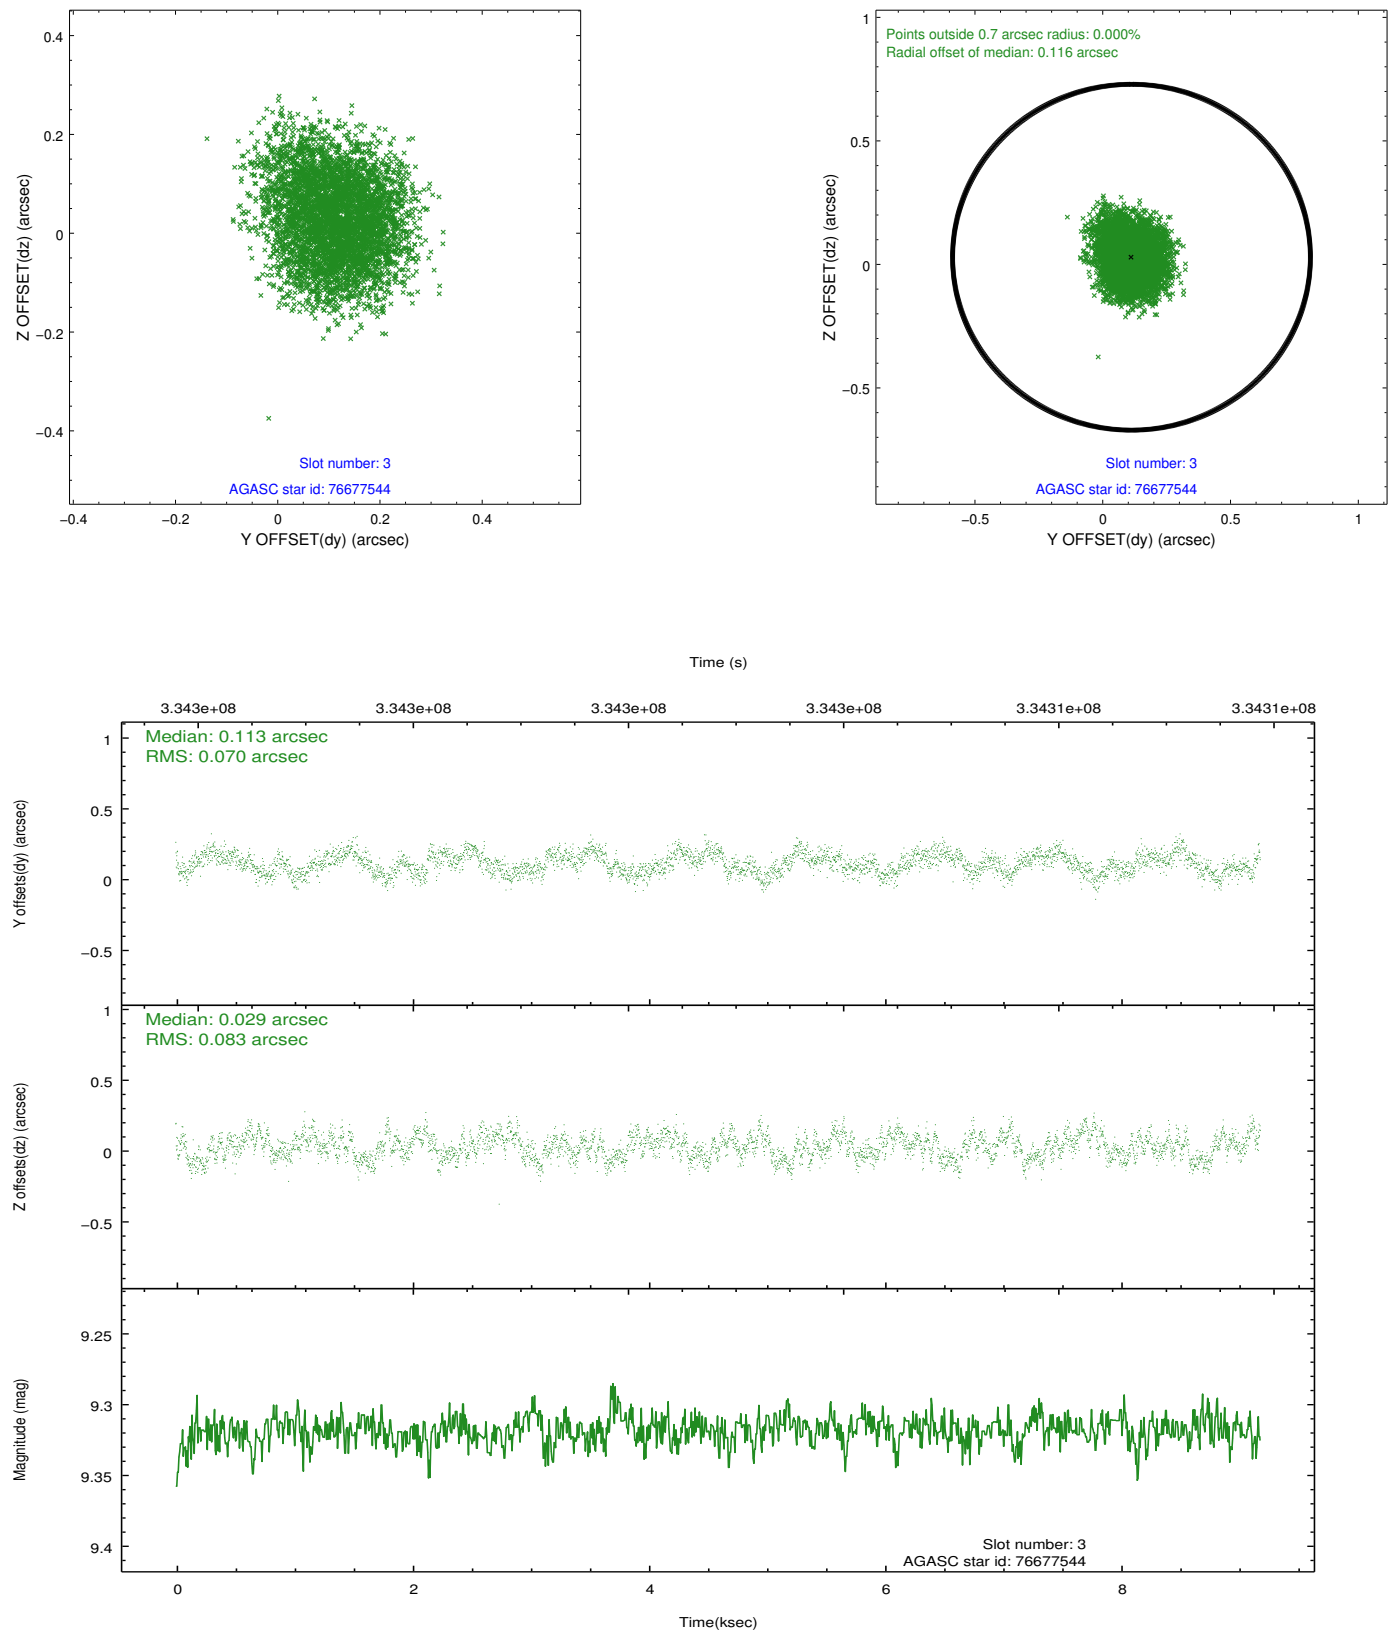 0.4
0.2
0
−0.2
−0.4
Z OFFSET(dz) (arcsec)
Slot number: 3
AGASC star id: 76677544
−0.4 −0.2 0 0.2 0.4
Y OFFSET(dy) (arcsec)
Points outside 0.7 arcsec radius: 0.000%
Radial offset of median: 0.116 arcsec
1
0.5
0
−0.5
Z OFFSET(dz) (arcsec)
Slot number: 3
AGASC star id: 76677544
−0.5 0 0.5 1
Y OFFSET(dy) (arcsec)
Time (s)
3.343e+08 3.343e+08 3.343e+08 3.343e+08 3.3431e+08 3.3431e+08
Median: 0.113 arcsec
RMS: 0.070 arcsec
1
0.5
0
−0.5
Y offsets(dy) (arcsec)
Median: 0.029 arcsec
RMS: 0.083 arcsec
1
0.5
0
−0.5
Z offsets(dz) (arcsec)
9.25
9.3
9.35
9.4
Magnitude (mag)
Slot number: 3
AGASC star id: 76677544
0 2 4 6 8
Time(ksec)